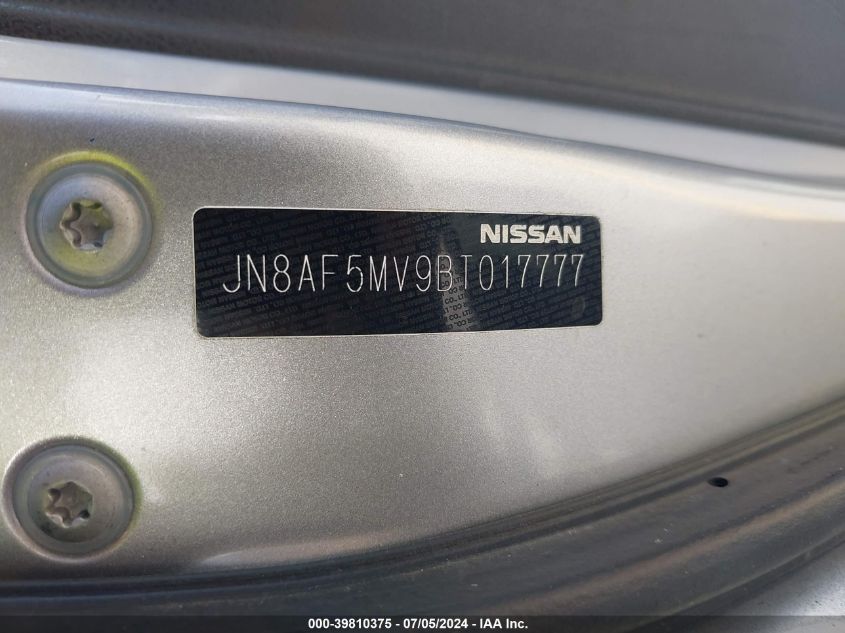 NISSAN
JN8AF5MV9BT017777
000-39810375 / 07/05/2024 - IAA Inc.